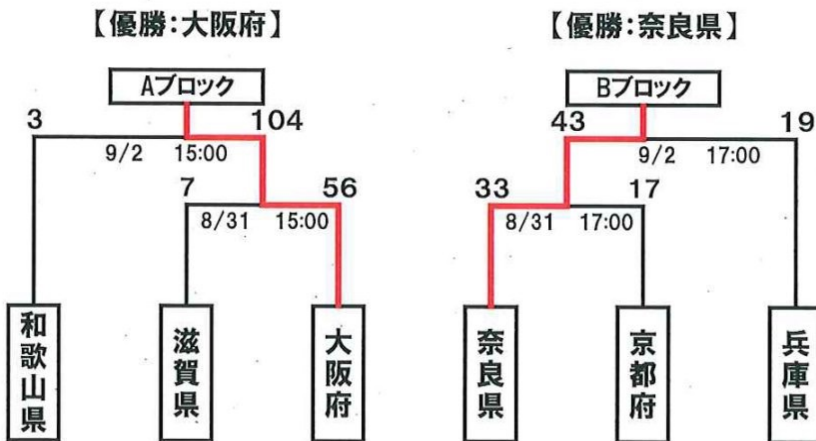 【優勝:大阪府】
【優勝:奈良県】
Aブロック
Bブロック
3
104
43
19
9/2 15:00
9/2 17:00
7
56
33
17
8/31 15:00
8/31 17:00
和歌山県
滋賀県
大阪府
奈良県
京都府
兵庫県